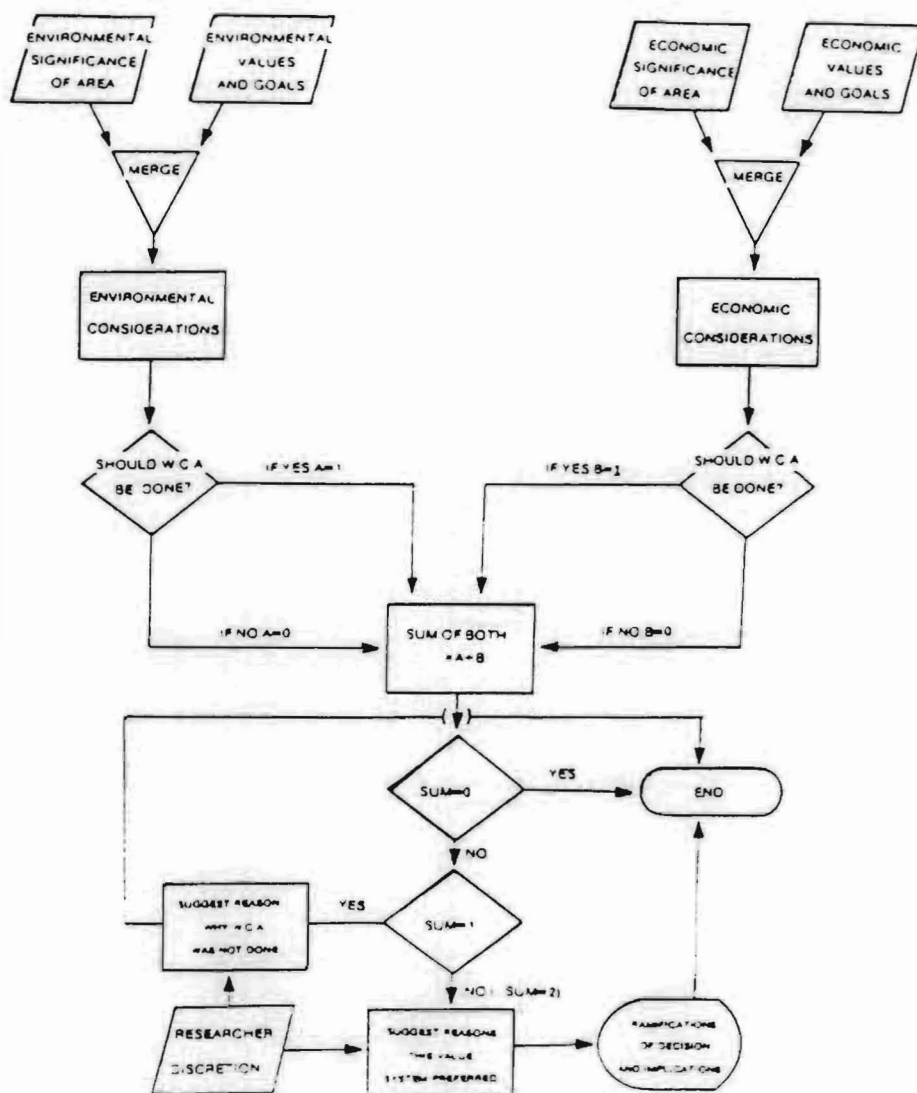 ENVIRONMENTAL
SIGNIFICANCE
OF AREA
ENVIRONMENTAL
VALUES
AND GOALS
ECONOMIC
SIGNIFICANCE
OF AREA
ECONOMIC
VALUES
AND GOALS
MERGE
MERGE
ENVIRONMENTAL
CONSIDERATIONS
ECONOMIC
CONSIDERATIONS
SHOULD W C A
BE DONE?
IF YES A=1
IF YES B=1
SHOULD W C A
BE DONE?
IF NO A=0
SUM OF BOTH
=A+B
IF NO B=0
SUM=0
YES
END
NO
SUGGEST REASON
WHY W C A
WAS NOT DONE
YES
SUM=1
NO ( SUM=2)
RESEARCHER
DISCRETION
SUGGEST REASONS
THIS VALUE
SYSTEM PREFERRED
RAMIFICATIONS
OF DECISION
AND IMPLICATIONS